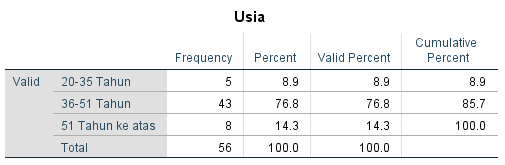 Usia
Frequency Percent Valid Percent Cumulative Percent
Valid 20-35 Tahun 5 8.9 8.9 8.9
36-51 Tahun 43 76.8 76.8 85.7
51 Tahun ke atas 8 14.3 14.3 100.0
Total 56 100.0 100.0